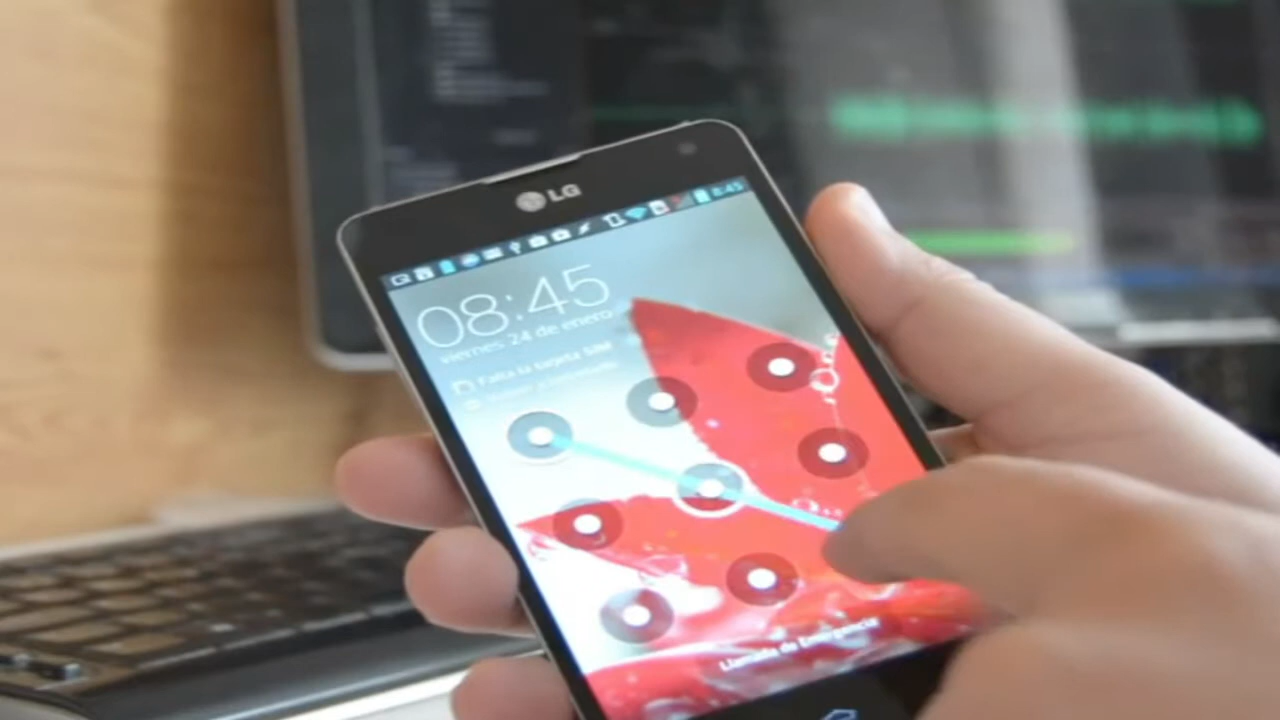 LG
8:45
08:45
viernes 24 de enero
Falta la tarjeta SIM
Llamada de Emergencia